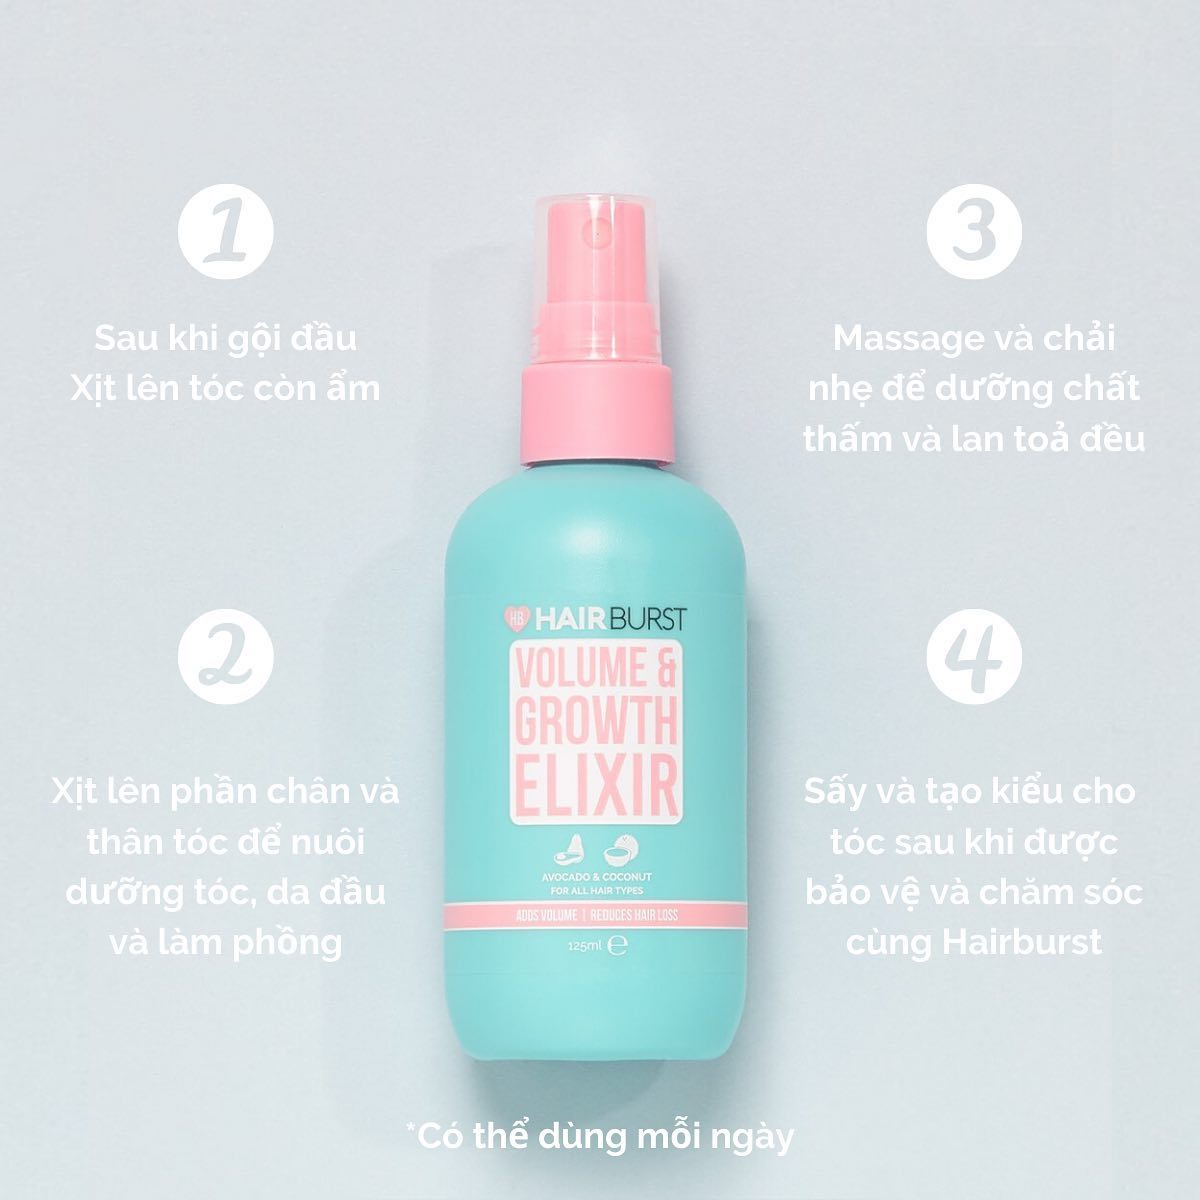 1
Sau khi gội đầu
Xịt lên tóc còn ẩm
2
Xịt lên phần chân và
thân tóc để nuôi
dưỡng tóc, da đầu
và làm phồng
3
Massage và chải
nhẹ để dưỡng chất
thấm và lan toả đều
4
Sấy và tạo kiểu cho
tóc sau khi được
bảo vệ và chăm sóc
cùng Hairburst
HB HAIRBURST
VOLUME &
GROWTH
ELIXIR
AVOCADO & COCONUT
FOR ALL HAIR TYPES
ADDS VOLUME | REDUCES HAIR LOSS
125ml ℮
*Có thể dùng mỗi ngày